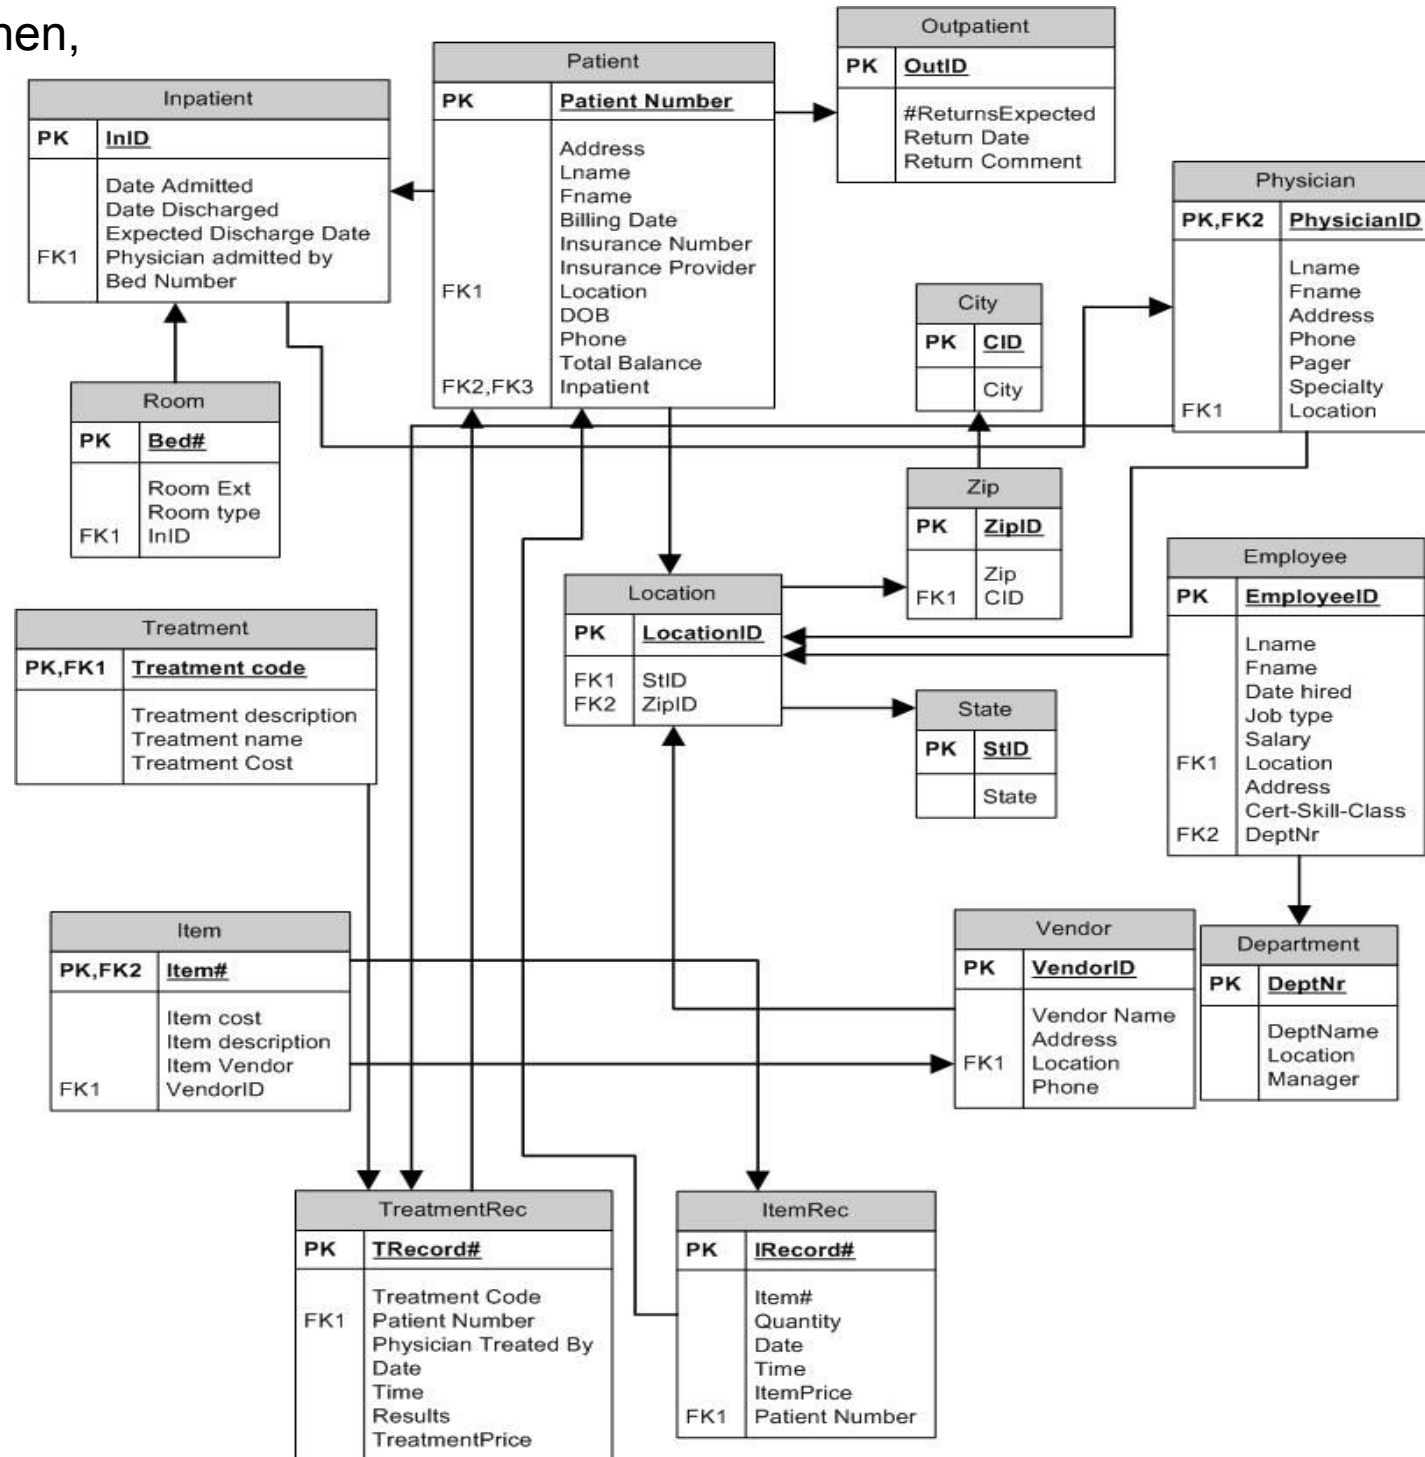 nen,
Outpatient
PK OutID
#ReturnsExpected
Return Date
Return Comment
Patient
PK Patient Number
Address
Lname
Fname
Billing Date
Insurance Number
Insurance Provider
FK1 Location
DOB
Phone
Total Balance
FK2,FK3 Inpatient
Inpatient
PK InID
Date Admitted
Date Discharged
Expected Discharge Date
FK1 Physician admitted by
Bed Number
Physician
PK,FK2 PhysicianID
Lname
Fname
Address
Phone
Pager
Specialty
FK1 Location
City
PK CID
City
Room
PK Bed#
Room Ext
Room type
FK1 InID
Zip
PK ZipID
Zip
FK1 CID
Employee
PK EmployeeID
Lname
Fname
Date hired
Job type
Salary
FK1 Location
Address
Cert-Skill-Class
FK2 DeptNr
Location
PK LocationID
FK1 StID
FK2 ZipID
Treatment
PK,FK1 Treatment code
Treatment description
Treatment name
Treatment Cost
State
PK StID
State
Item
PK,FK2 Item#
Item cost
Item description
Item Vendor
FK1 VendorID
Vendor
PK VendorID
Vendor Name
Address
FK1 Location
Phone
Department
PK DeptNr
DeptName
Location
Manager
TreatmentRec
PK TRecord#
Treatment Code
FK1 Patient Number
Physician Treated By
Date
Time
Results
TreatmentPrice
ItemRec
PK IRecord#
Item#
Quantity
Date
Time
ItemPrice
FK1 Patient Number